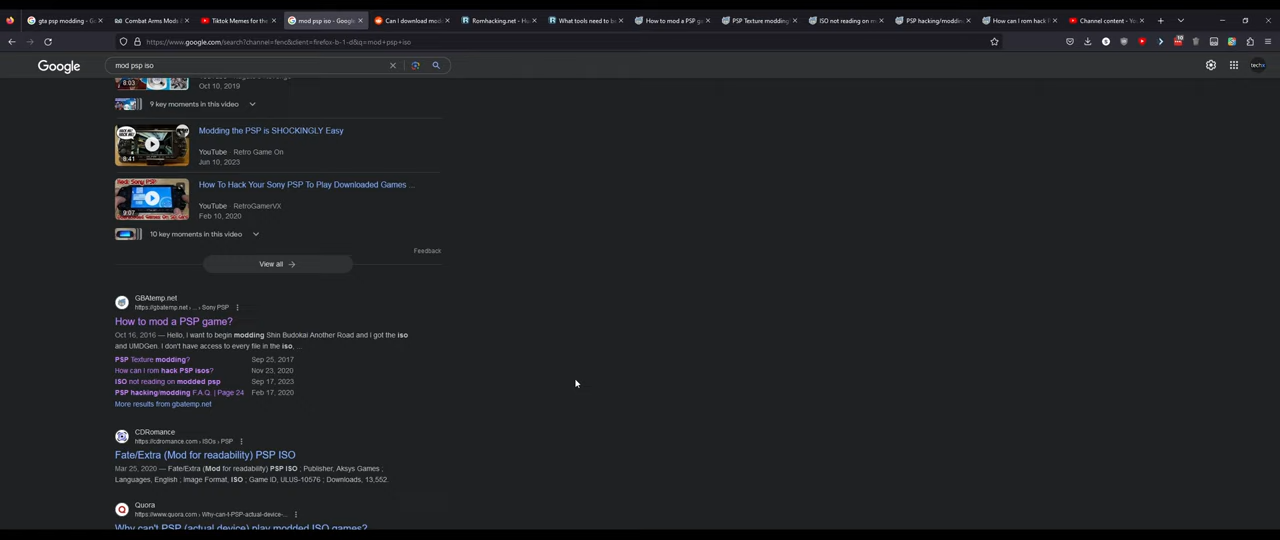 gta psp modding - G
Combat Arms Mods
Tiktok Memes for the
mod psp iso - Google
Can I download mod
Romhacking.net - H
What tools need to b
How to mod a PSP ga
PSP Texture modding
ISO not reading on m
PSP hacking/moddin
How can I rom hack
Channel content - Yo
https://www.google.com/search?channel=fenc&client=firefox-b-1-d&q=mod+psp+iso
10
Google
mod psp iso
techx
8:03
Oct 10, 2019
9 key moments in this video
8:41
Modding the PSP is SHOCKINGLY Easy
YouTube · Retro Game On
Jun 10, 2023
9:07
How To Hack Your Sony PSP To Play Downloaded Games ...
YouTube · RetroGamerVX
Feb 10, 2020
10 key moments in this video
Feedback
View all
GBAtemp.net
https://gbatemp.net › ... › Sony PSP
How to mod a PSP game?
Oct 16, 2016 — Hello, I want to begin modding Shin Budokai Another Road and I got the iso
and UMDGen. I don't have access to every file in the iso, ...
PSP Texture modding? Sep 25, 2017
How can I rom hack PSP isos? Nov 23, 2020
ISO not reading on modded psp Sep 17, 2023
PSP hacking/modding F.A.Q. | Page 24 Feb 17, 2020
More results from gbatemp.net
CDRomance
https://cdromance.com › ISOs › PSP
Fate/Extra (Mod for readability) PSP ISO
Mar 25, 2020 — Fate/Extra (Mod for readability) PSP ISO ; Publisher, Aksys Games ;
Languages, English ; Image Format, ISO ; Game ID, ULUS-10576 ; Downloads, 13,552.
Quora
https://www.quora.com › Why-cant-PSP-actual-device-...
Why can't PSP (actual device) play modded ISO games?